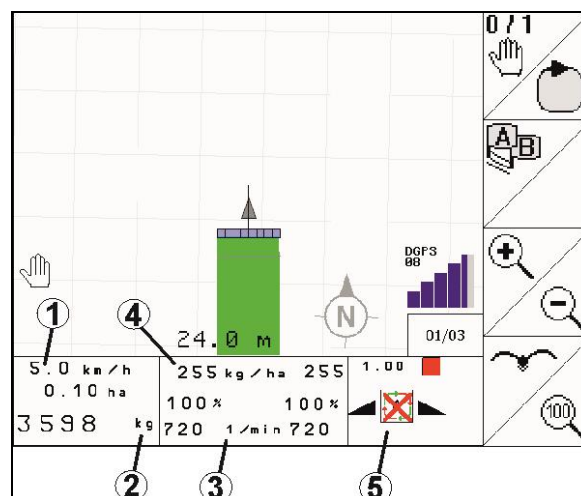 0 / 1
A B
DGPS
08
N
24.0 m
01/03
1 4
5.0 km/h
0.10 ha
3598 kg
255 kg/ha 255
100% 100%
720 1/min 720
1.00
100
2 3 5